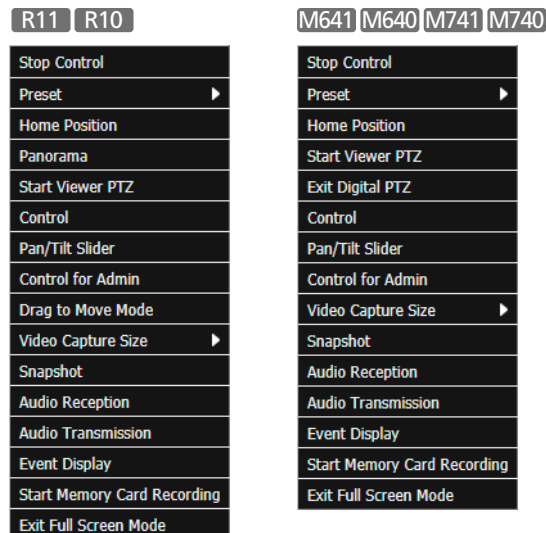 R11 R10
Stop Control
Preset
Home Position
Panorama
Start Viewer PTZ
Control
Pan/Tilt Slider
Control for Admin
Drag to Move Mode
Video Capture Size
Snapshot
Audio Reception
Audio Transmission
Event Display
Start Memory Card Recording
Exit Full Screen Mode
M641 M640 M741 M740
Stop Control
Preset
Home Position
Start Viewer PTZ
Exit Digital PTZ
Control
Pan/Tilt Slider
Control for Admin
Video Capture Size
Snapshot
Audio Reception
Audio Transmission
Event Display
Start Memory Card Recording
Exit Full Screen Mode